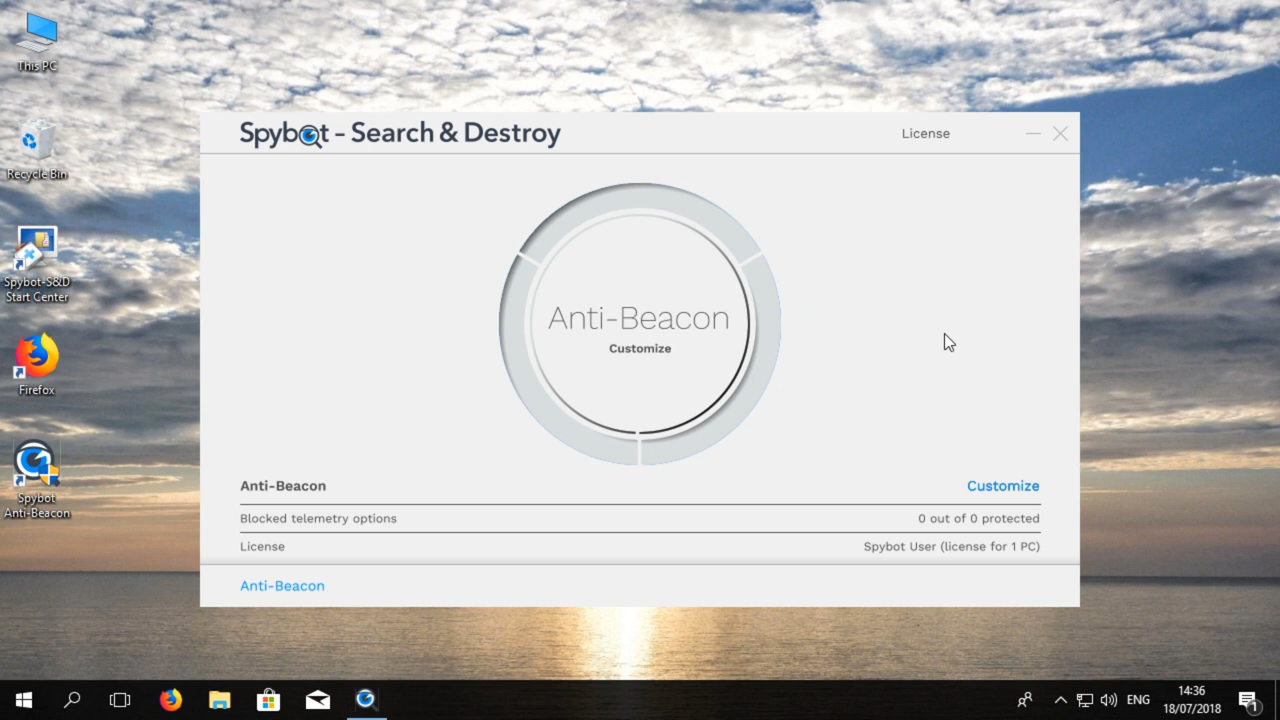 This PC
Recycle Bin
Spybot-S&D
Start Center
Firefox
Spybot
Anti-Beacon
Spybot - Search & Destroy
License
Anti-Beacon
Customize
Anti-Beacon
Customize
Blocked telemetry options
0 out of 0 protected
License
Spybot User (license for 1 PC)
Anti-Beacon
ENG
14:36
18/07/2018
1